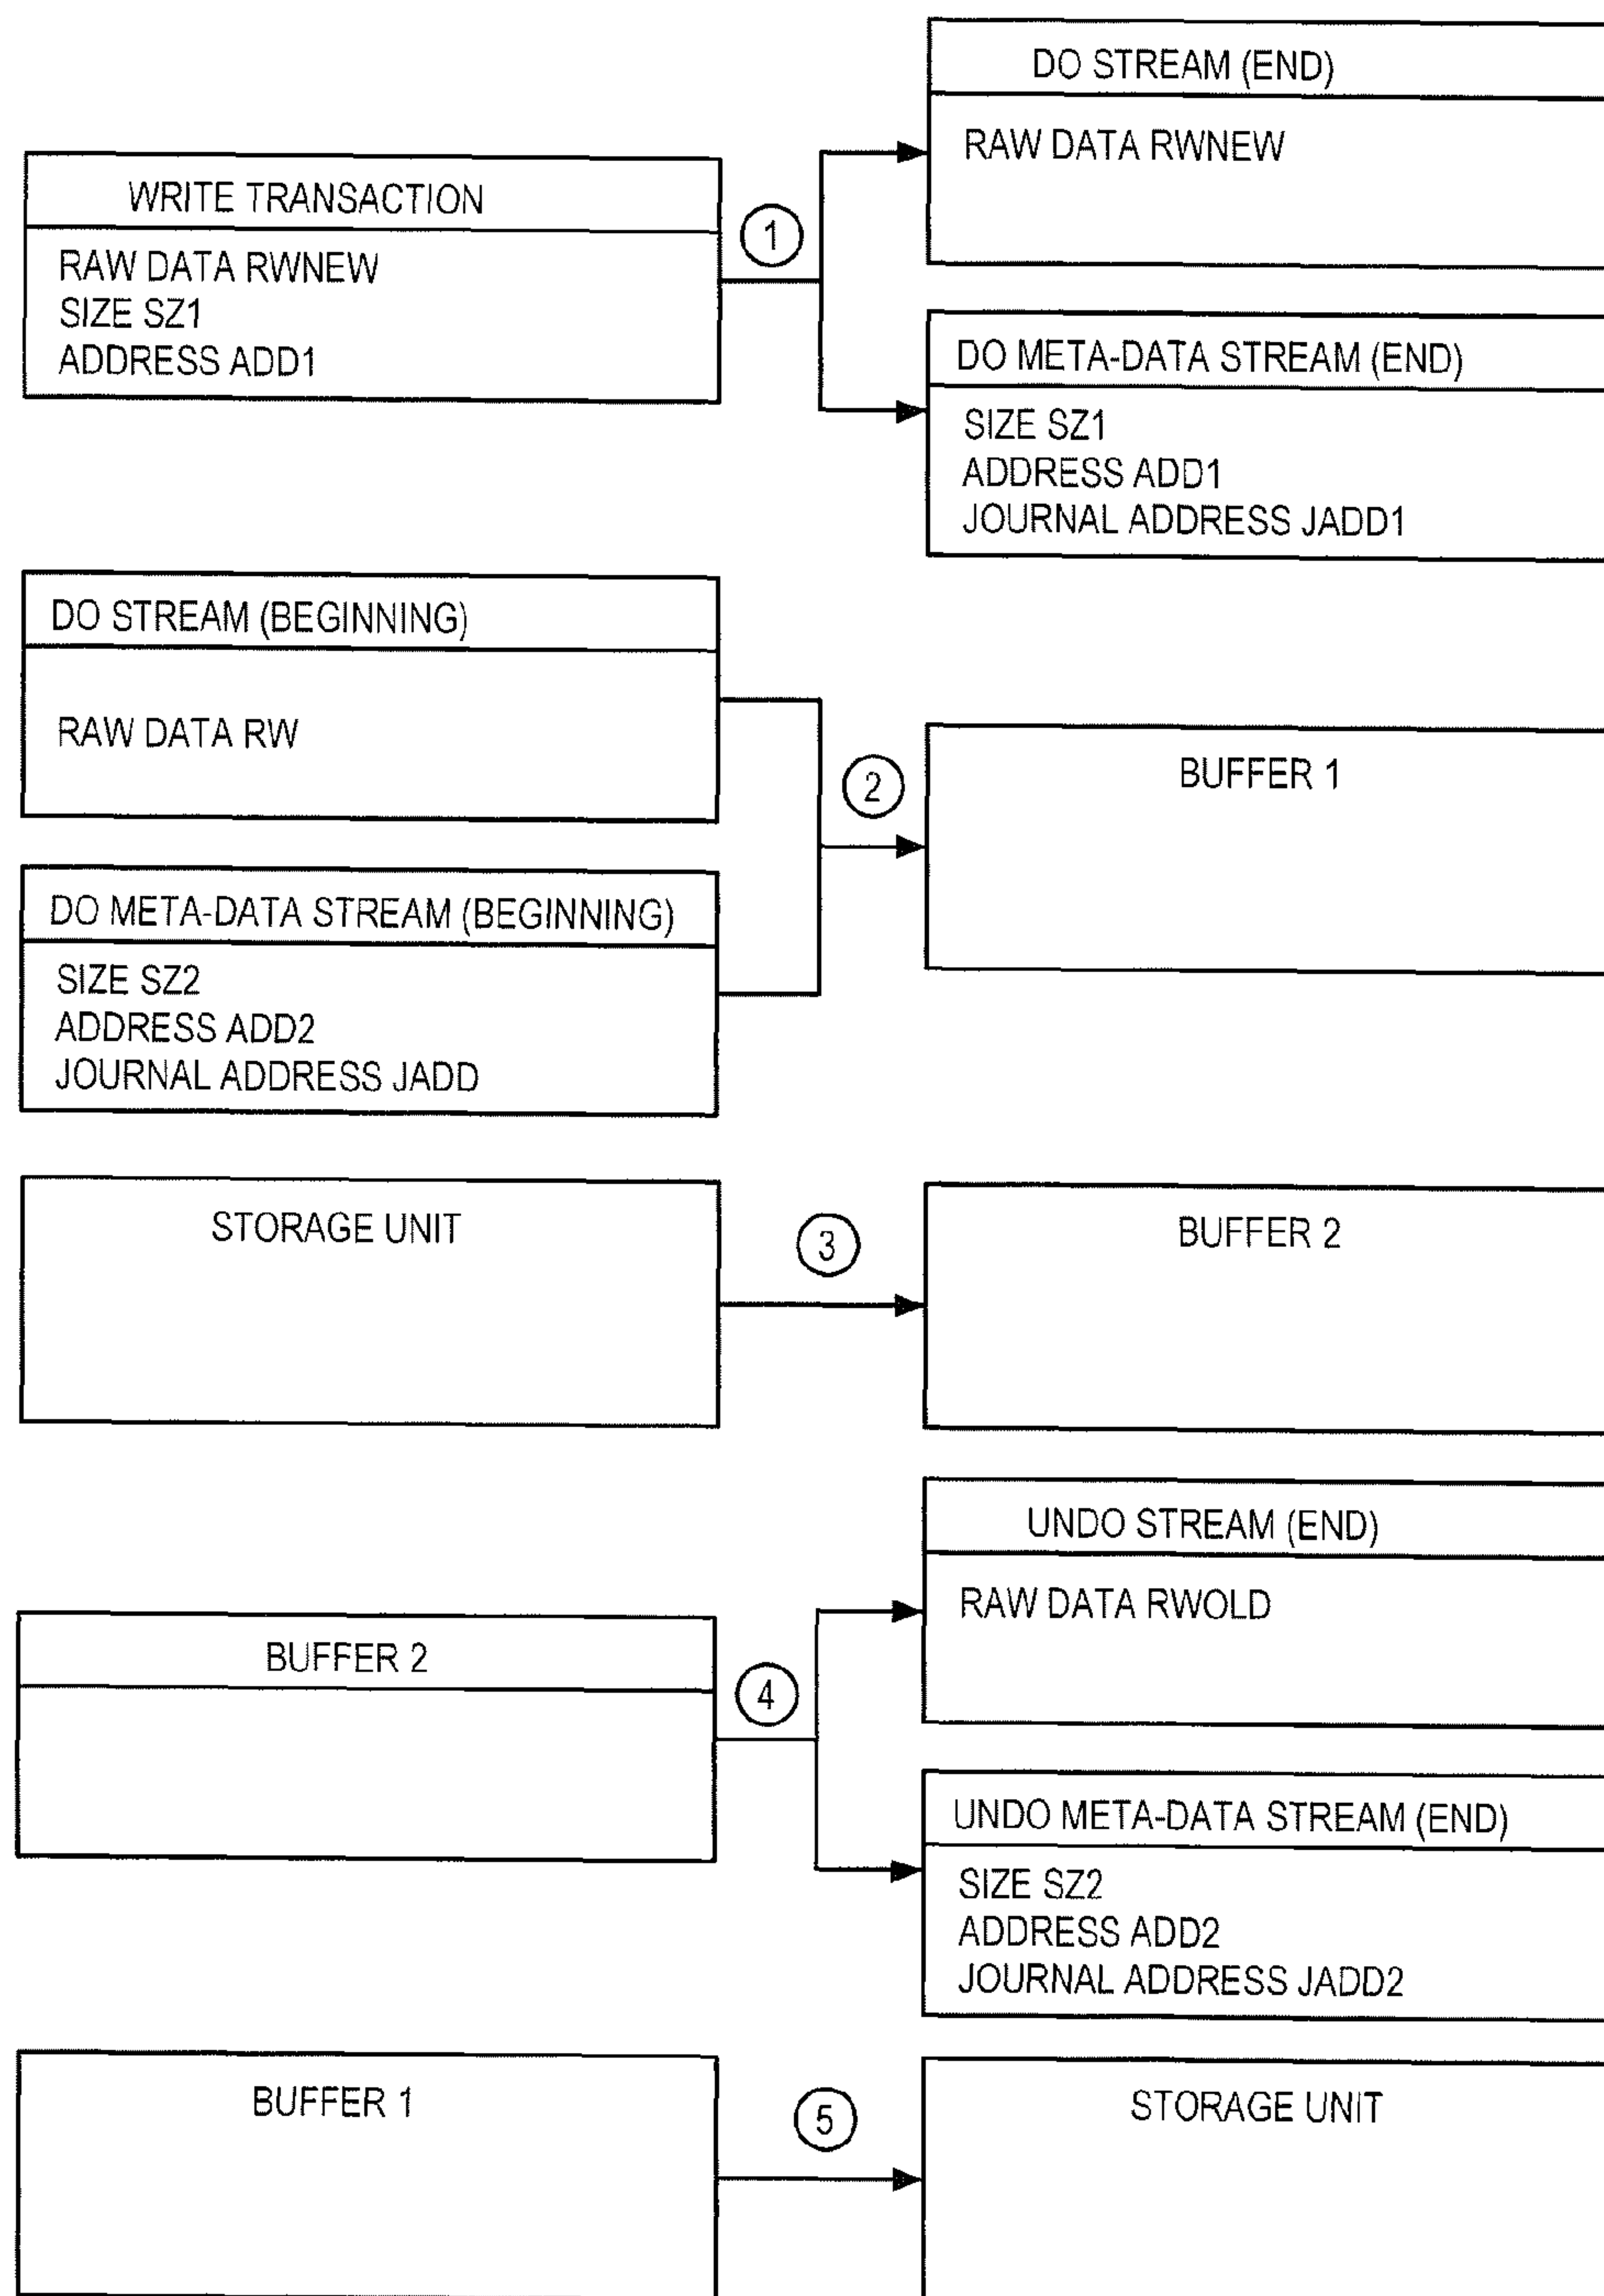 DO STREAM (END)
RAW DATA RWNEW
WRITE TRANSACTION
RAW DATA RWNEW
SIZE SZ1
ADDRESS ADD1
1
DO META-DATA STREAM (END)
SIZE SZ1
ADDRESS ADD1
JOURNAL ADDRESS JADD1
DO STREAM (BEGINNING)
RAW DATA RW
DO META-DATA STREAM (BEGINNING)
SIZE SZ2
ADDRESS ADD2
JOURNAL ADDRESS JADD
2
BUFFER 1
STORAGE UNIT
3
BUFFER 2
BUFFER 2
4
UNDO STREAM (END)
RAW DATA RWOLD
UNDO META-DATA STREAM (END)
SIZE SZ2
ADDRESS ADD2
JOURNAL ADDRESS JADD2
BUFFER 1
5
STORAGE UNIT